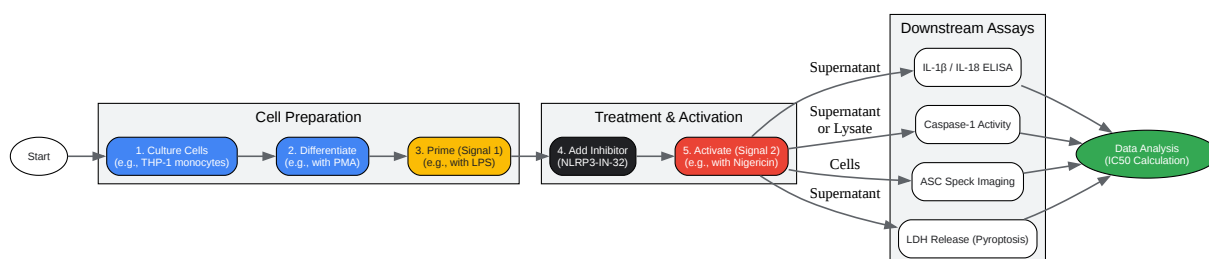 Start
Cell Preparation
1. Culture Cells
(e.g., THP-1 monocytes)
2. Differentiate
(e.g., with PMA)
3. Prime (Signal 1)
(e.g., with LPS)
Treatment & Activation
4. Add Inhibitor
(NLRP3-IN-32)
5. Activate (Signal 2)
(e.g., with Nigericin)
Supernatant
Supernatant
or Lysate
Cells
Supernatant
Downstream Assays
IL-1β / IL-18 ELISA
Caspase-1 Activity
ASC Speck Imaging
LDH Release (Pyroptosis)
Data Analysis
(IC50 Calculation)